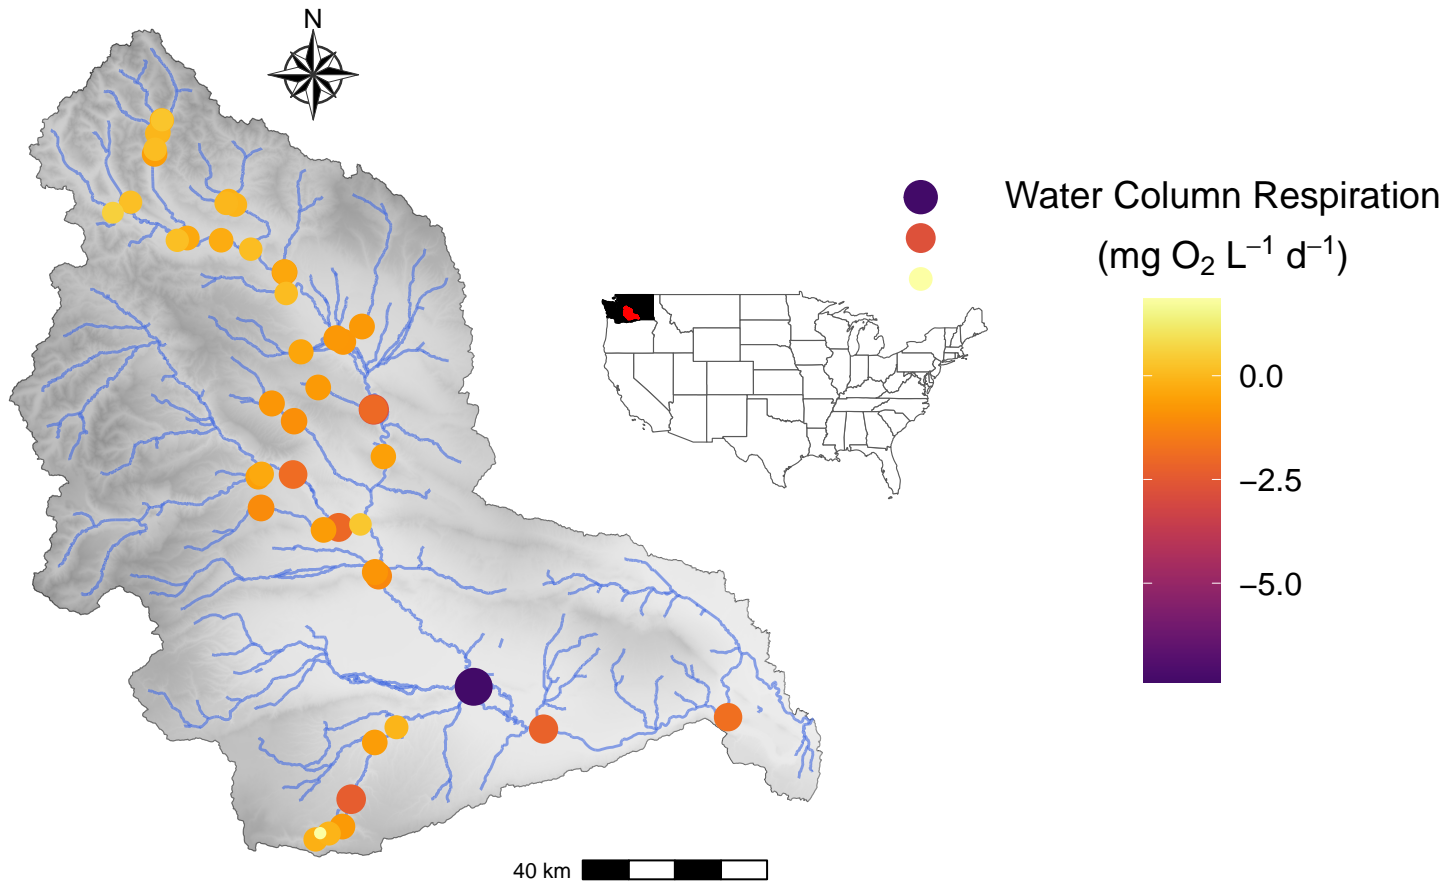 N
Water Column Respiration
(mg O₂ L⁻¹ d⁻¹)
0.0
−2.5
−5.0
40 km